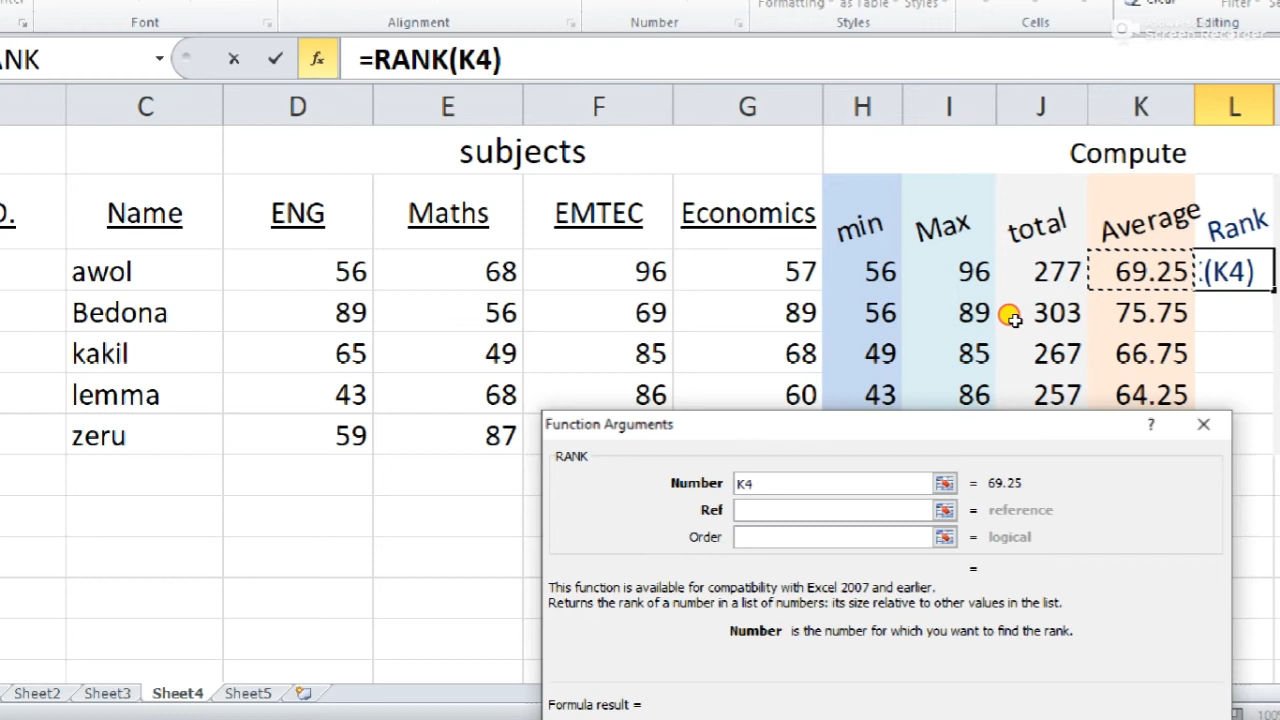 Formatting as Table Styles
Font Alignment Number Styles Cells Editing
Screen Recorder
NK =RANK(K4)
C D E F G H I J K L
subjects Compute
Name ENG Maths EMTEC Economics min Max total Average Rank
awol 56 68 96 57 56 96 277 69.25 (K4)
Bedona 89 56 69 89 56 89 303 75.75
kakil 65 49 85 68 49 85 267 66.75
lemma 43 68 86 60 43 86 257 64.25
zeru 59 87
Function Arguments ?
RANK
Number K4 = 69.25
Ref = reference
Order = logical
=
This function is available for compatibility with Excel 2007 and earlier.
Returns the rank of a number in a list of numbers: its size relative to other values in the list.
Number is the number for which you want to find the rank.
Formula result =
Sheet2 Sheet3 Sheet4 Sheet5